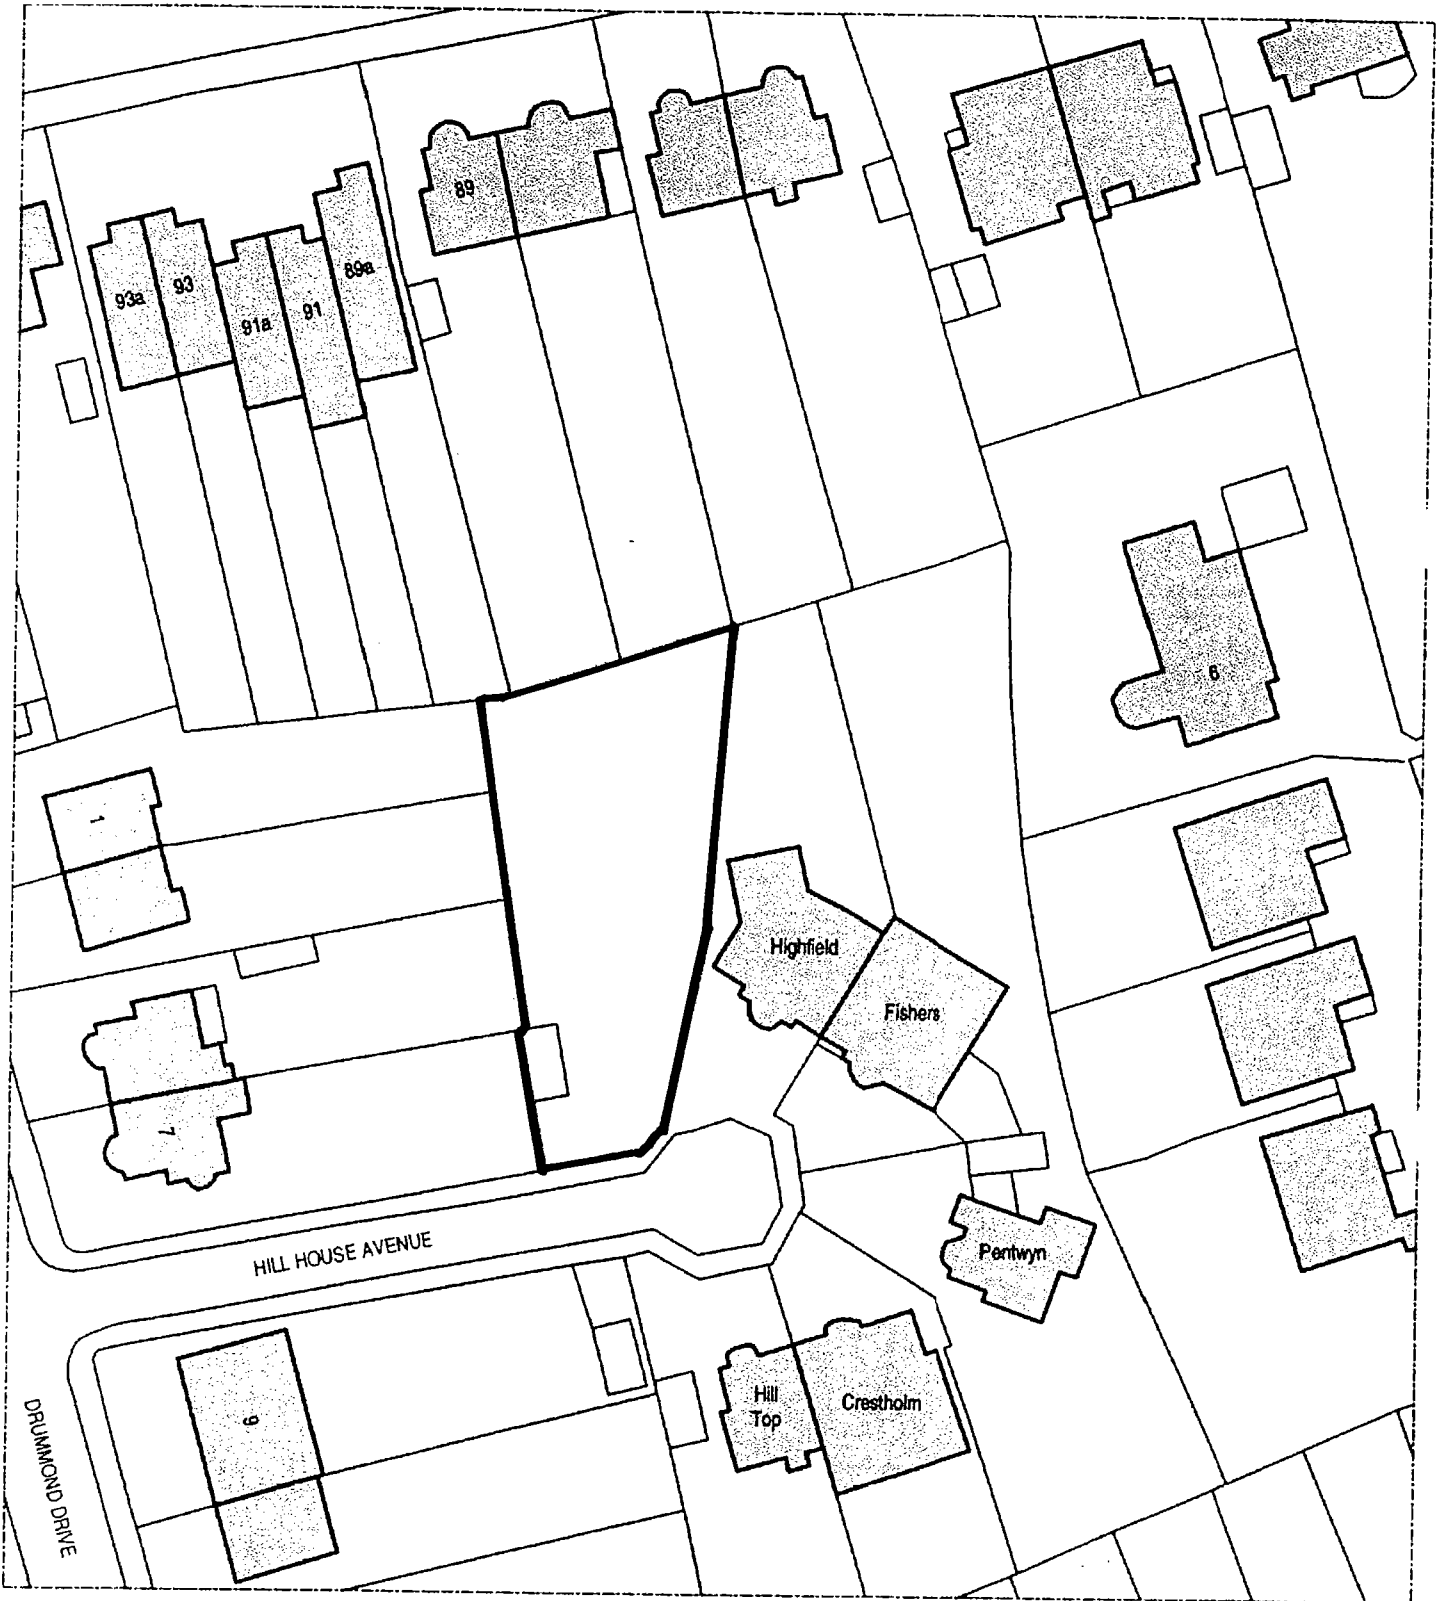 89
93a
93
91a
91
89a
6
1
Highfield
Fishers
7
HILL HOUSE AVENUE
Pentwyn
Hill
Top
Crestholm
9
DRUMMOND DRIVE